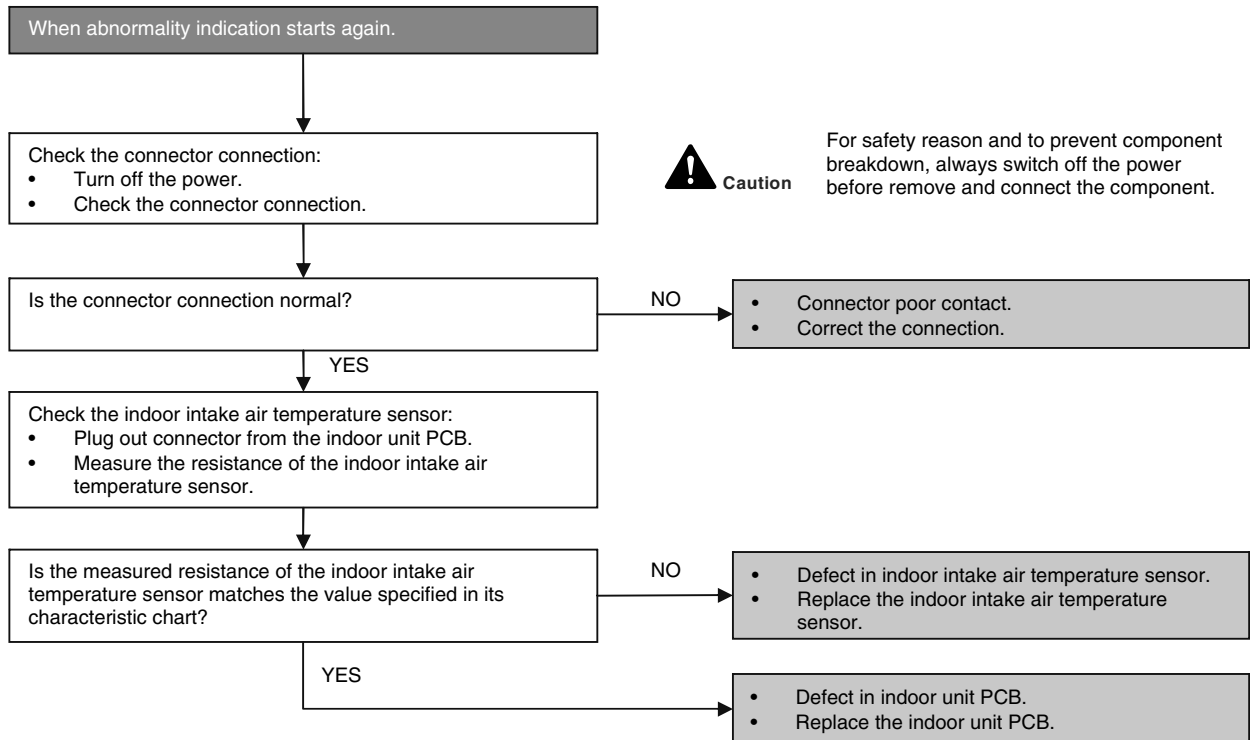 When abnormality indication starts again.
Check the connector connection:
• Turn off the power.
• Check the connector connection.
Caution
For safety reason and to prevent component
breakdown, always switch off the power
before remove and connect the component.
Is the connector connection normal?
NO
• Connector poor contact.
• Correct the connection.
YES
Check the indoor intake air temperature sensor:
• Plug out connector from the indoor unit PCB.
• Measure the resistance of the indoor intake air
temperature sensor.
Is the measured resistance of the indoor intake air
temperature sensor matches the value specified in its
characteristic chart?
NO
• Defect in indoor intake air temperature sensor.
• Replace the indoor intake air temperature
sensor.
YES
• Defect in indoor unit PCB.
• Replace the indoor unit PCB.